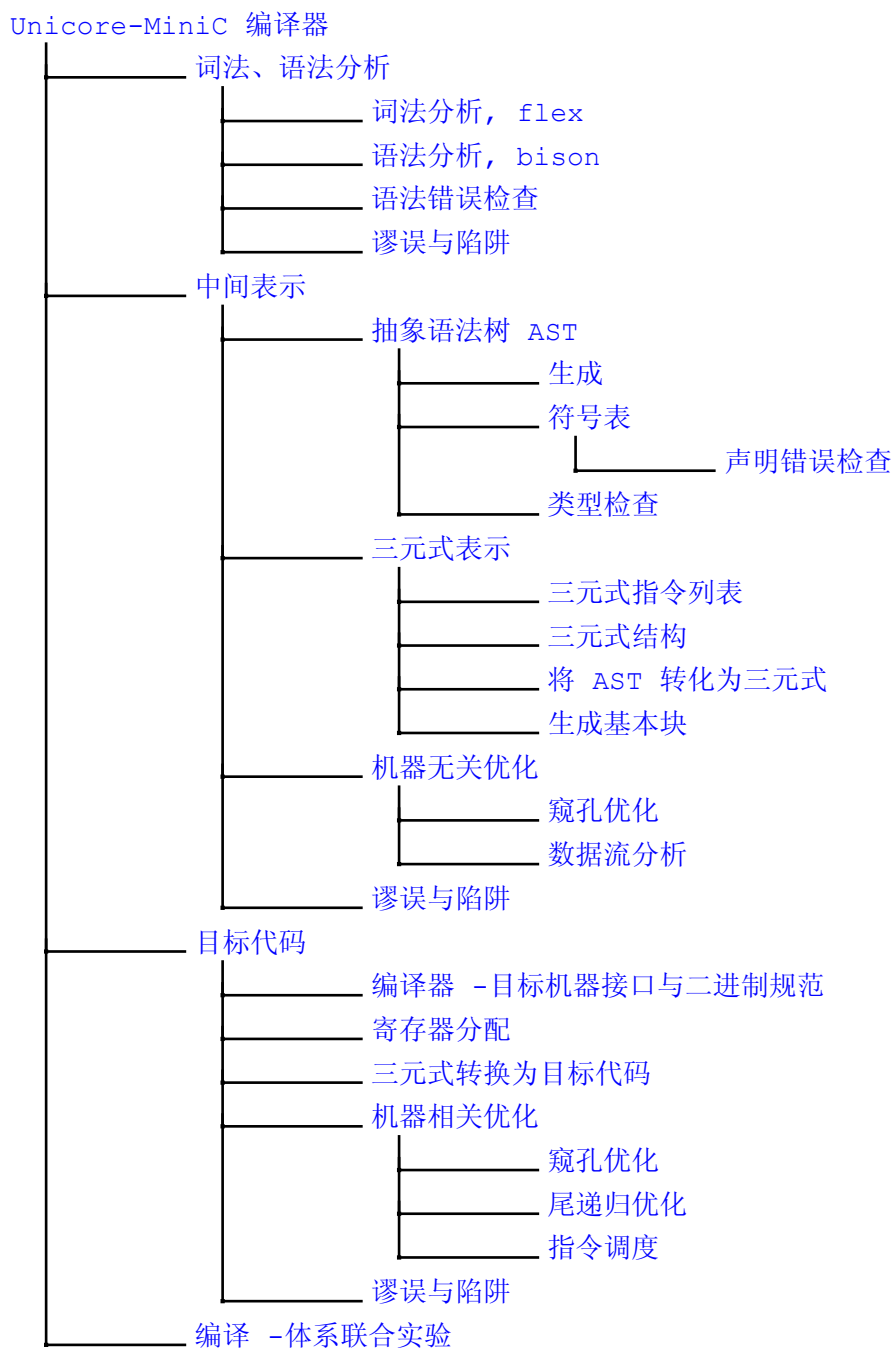 Unicore-MiniC 编译器
词法、语法分析
词法分析, flex
语法分析, bison
语法错误检查
谬误与陷阱
中间表示
抽象语法树 AST
生成
符号表
声明错误检查
类型检查
三元式表示
三元式指令列表
三元式结构
将 AST 转化为三元式
生成基本块
机器无关优化
窥孔优化
数据流分析
谬误与陷阱
目标代码
编译器 -目标机器接口与二进制规范
寄存器分配
三元式转换为目标代码
机器相关优化
窥孔优化
尾递归优化
指令调度
谬误与陷阱
编译 -体系联合实验